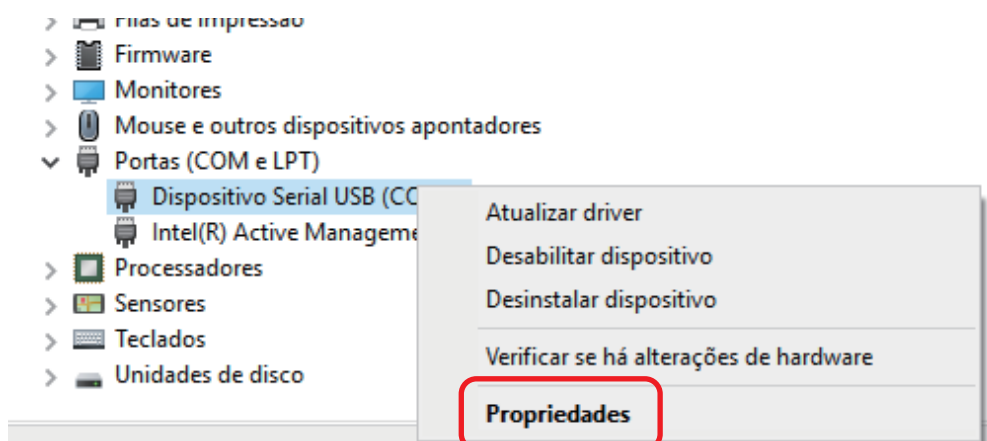 Filas de impressão
Firmware
Monitores
Mouse e outros dispositivos apontadores
Portas (COM e LPT)
Dispositivo Serial USB (CO
Intel(R) Active Manageme
Processadores
Sensores
Teclados
Unidades de disco
Atualizar driver
Desabilitar dispositivo
Desinstalar dispositivo
Verificar se há alterações de hardware
Propriedades